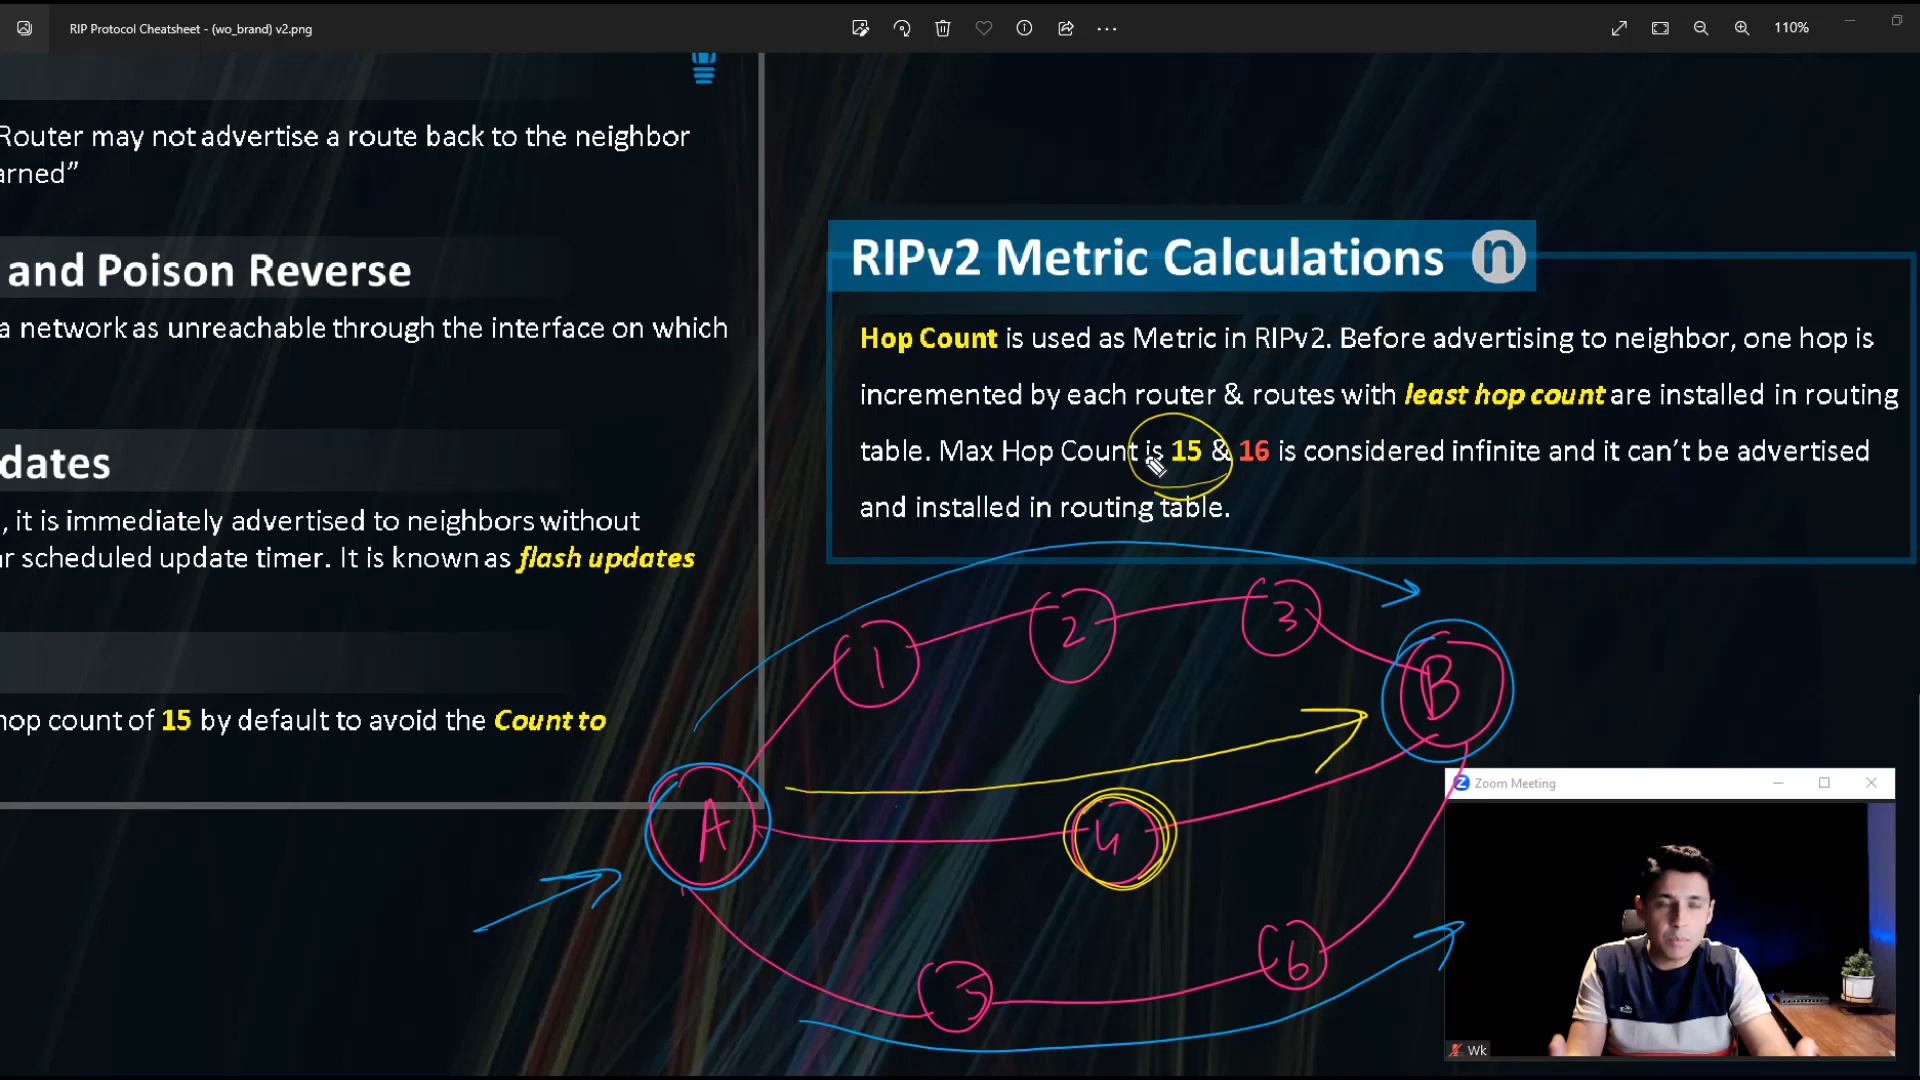 RIP Protocol Cheatsheet - (wo_brand) v2.png
110%
Router may not advertise a route back to the neighbor
arned”
and Poison Reverse
a network as unreachable through the interface on which
dates
, it is immediately advertised to neighbors without
ar scheduled update timer. It is known as flash updates
hop count of 15 by default to avoid the Count to
RIPv2 Metric Calculations n
Hop Count is used as Metric in RIPv2. Before advertising to neighbor, one hop is
incremented by each router & routes with least hop count are installed in routing
table. Max Hop Count is 15 & 16 is considered infinite and it can’t be advertised
and installed in routing table.
1
2
3
B
A
4
5
6
Zoom Meeting
Wk